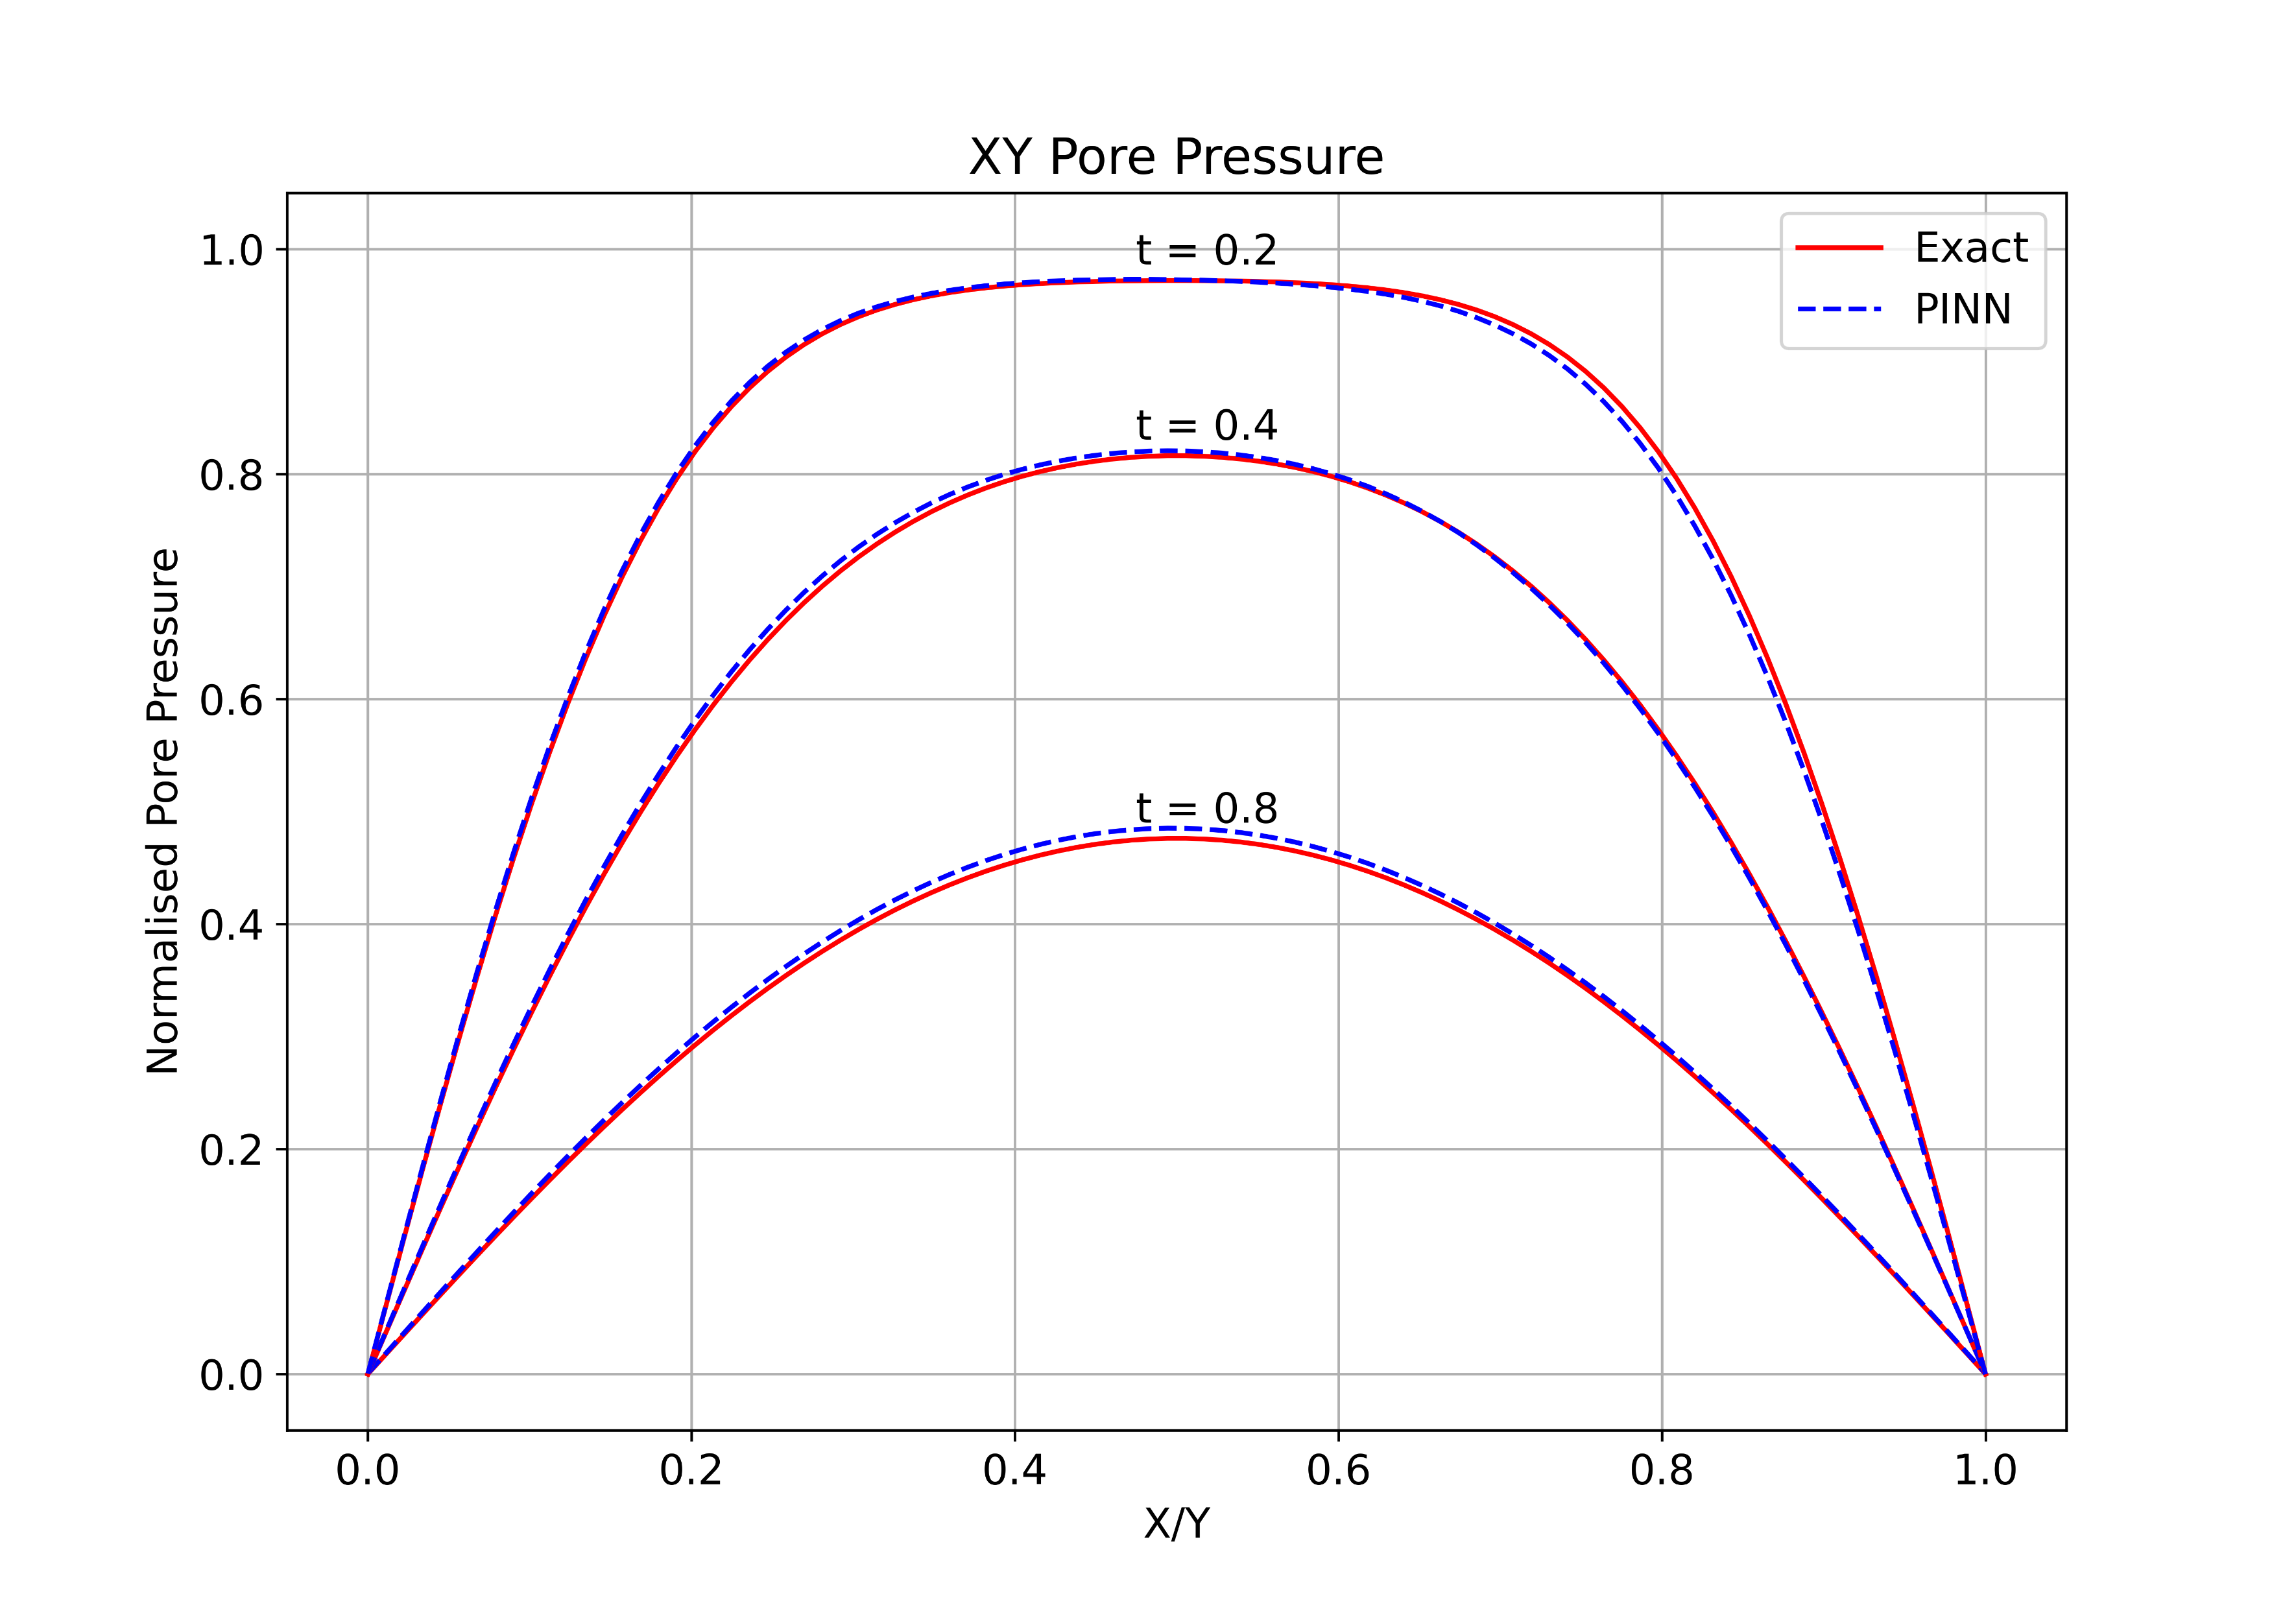 XY Pore Pressure
t = 0.2
t = 0.4
t = 0.8
Exact
PINN
Normalised Pore Pressure
1.0
0.8
0.6
0.4
0.2
0.0
0.0 0.2 0.4 0.6 0.8 1.0
X/Y